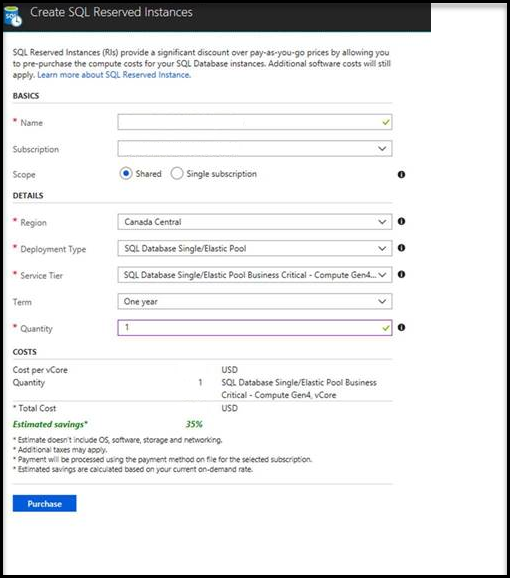 Create SQL Reserved Instances
SQL Reserved Instances (RIs) provide a significant discount over pay-as-you-go prices by allowing you
to pre-purchase the compute costs for your SQL Database instances. Additional software costs will still
apply. Learn more about SQL Reserved Instance.
BASICS
* Name
Subscription
Scope Shared Single subscription
DETAILS
* Region Canada Central
* Deployment Type SQL Database Single/Elastic Pool
* Service Tier SQL Database Single/Elastic Pool Business Critical - Compute Gen4...
Term One year
* Quantity 1
COSTS
Cost per vCore USD
Quantity 1 SQL Database Single/Elastic Pool Business
Critical - Compute Gen4, vCore
* Total Cost USD
Estimated savings* 35%
* Estimate doesn't include OS, software, storage and networking.
* Additional taxes may apply.
* Payment will be processed using the payment method on file for the selected subscription.
* Estimated savings are calculated based on your current on-demand rate.
Purchase